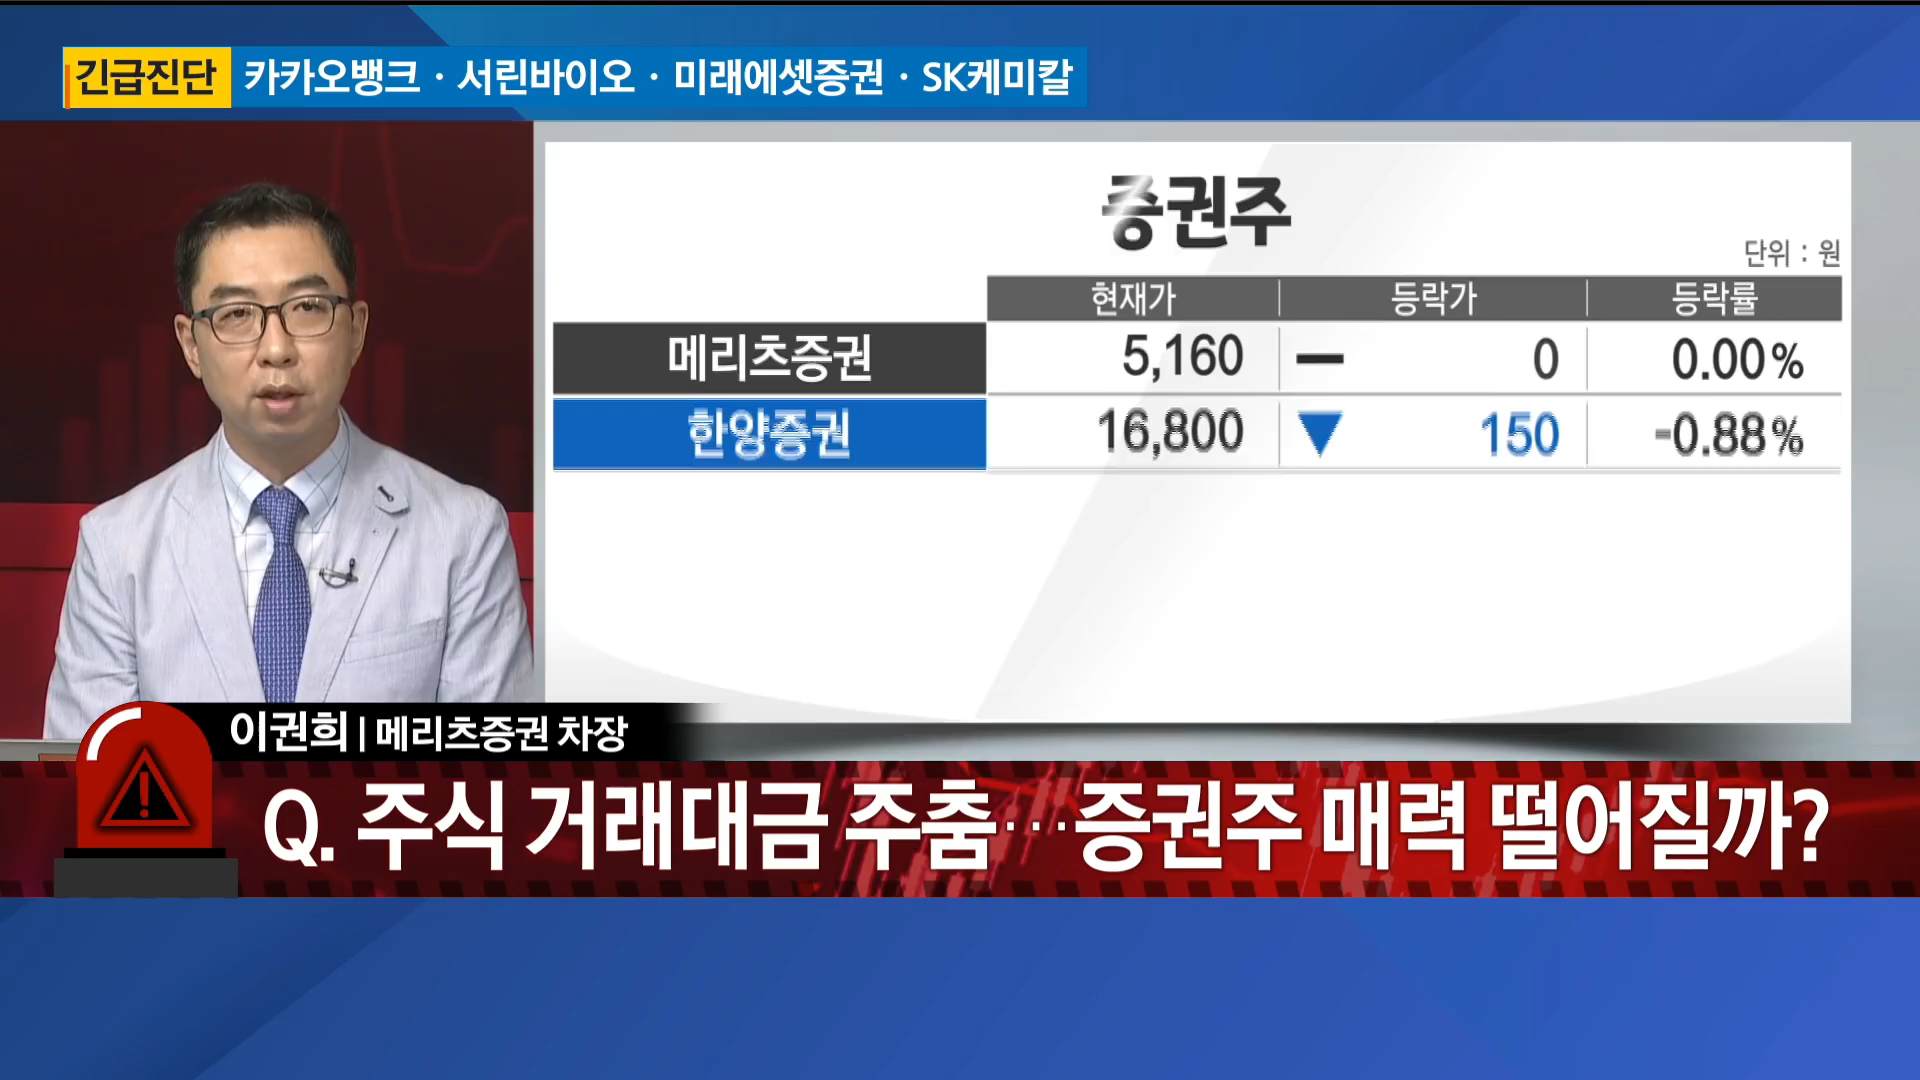 긴급진단 카카오뱅크 · 서린바이오 · 미래에셋증권 · SK케미칼
증권주
단위 : 원
현재가 등락가 등락률
메리츠증권 5,160 0 0.00%
한양증권 16,800 ▼ 150 -0.88%
이권희 | 메리츠증권 차장
Q. 주식 거래대금 주춤…증권주 매력 떨어질까?